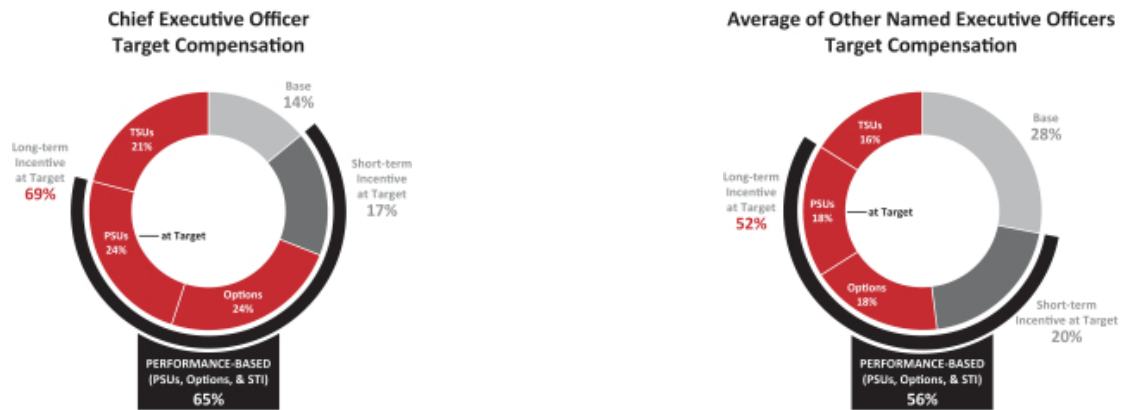 Chief Executive Officer
Target Compensation
Base
14%
TSUs
21%
Long-term
Incentive
at Target
69%
Short-term
Incentive
at Target
17%
PSUs
24%
at Target
Options
24%
PERFORMANCE-BASED
(PSUs, Options, & STI)
65%
Average of Other Named Executive Officers
Target Compensation
TSUs
16%
Base
28%
Long-term
Incentive
at Target
52%
PSUs
18%
at Target
Options
18%
Short-term
Incentive at Target
20%
PERFORMANCE-BASED
(PSUs, Options, & STI)
56%